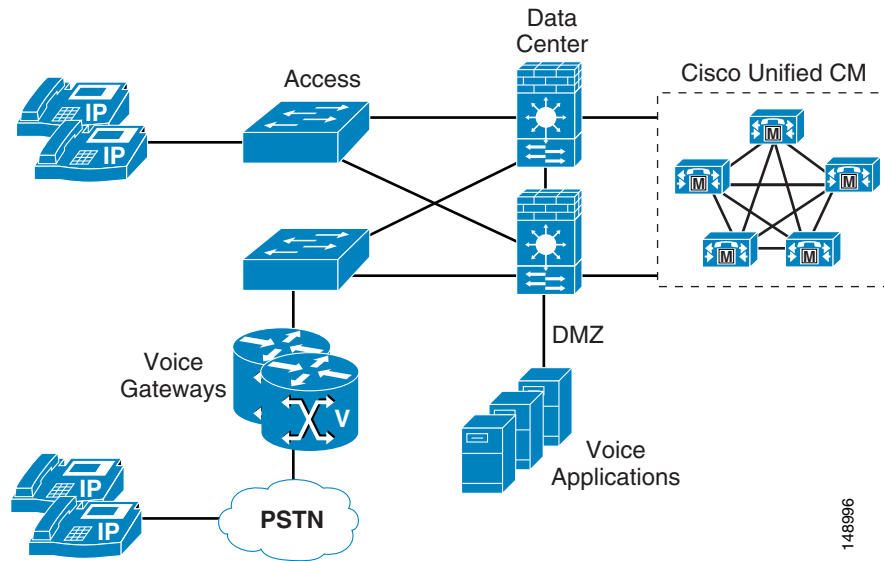 Data
Center
Access
Cisco Unified CM
IP
IP
M
M
M
M
M
DMZ
Voice
Gateways
V
Voice
Applications
IP
IP
PSTN
148996